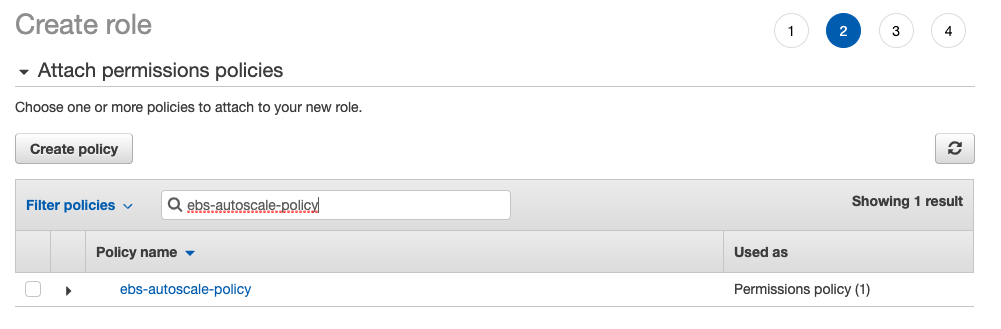 Create role
1 2 3 4
Attach permissions policies
Choose one or more policies to attach to your new role.
Create policy
Filter policies ebs-autoscale-policy Showing 1 result
Policy name Used as
ebs-autoscale-policy Permissions policy (1)